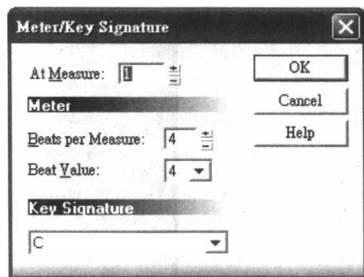 Meter/Key Signature
At Measure: 1
OK
Meter
Cancel
Beats per Measure: 4
Help
Beat Value: 4
Key Signature
C